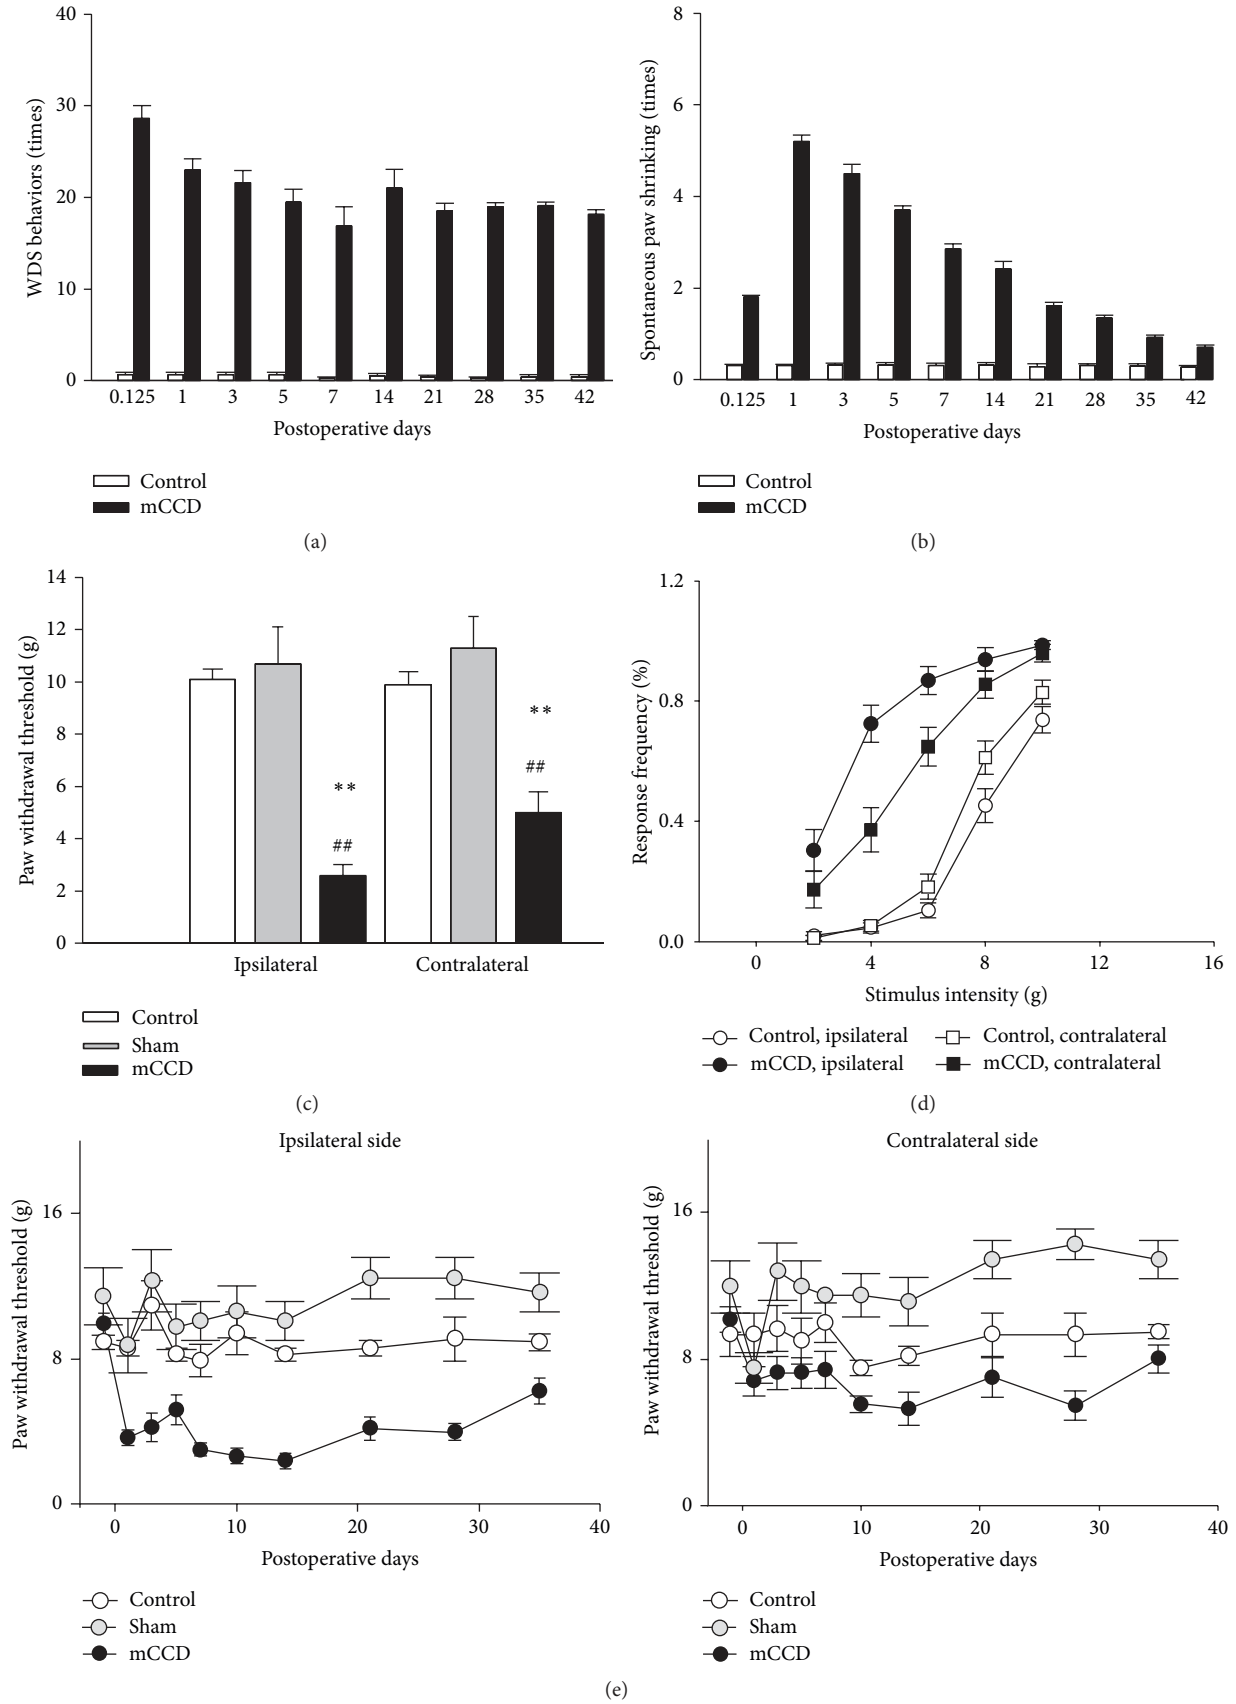 40
30
20
10
0
WDS behaviors (times)
0.125 1 3 5 7 14 21 28 35 42
Postoperative days
Control
mCCD
(a)
8
6
4
2
0
Spontaneous paw shrinking (times)
0.125 1 3 5 7 14 21 28 35 42
Postoperative days
Control
mCCD
(b)
14
12
10
8
6
4
2
0
Paw withdrawal threshold (g)
**
##
**
##
Ipsilateral Contralateral
Control
Sham
mCCD
(c)
1.2
0.8
0.4
0.0
Response frequency (%)
0 4 8 12 16
Stimulus intensity (g)
Control, ipsilateral Control, contralateral
mCCD, ipsilateral mCCD, contralateral
(d)
Ipsilateral side
16
8
0
Paw withdrawal threshold (g)
0 10 20 30 40
Postoperative days
Control
Sham
mCCD
Contralateral side
16
8
0
Paw withdrawal threshold (g)
0 10 20 30 40
Postoperative days
Control
Sham
mCCD
(e)